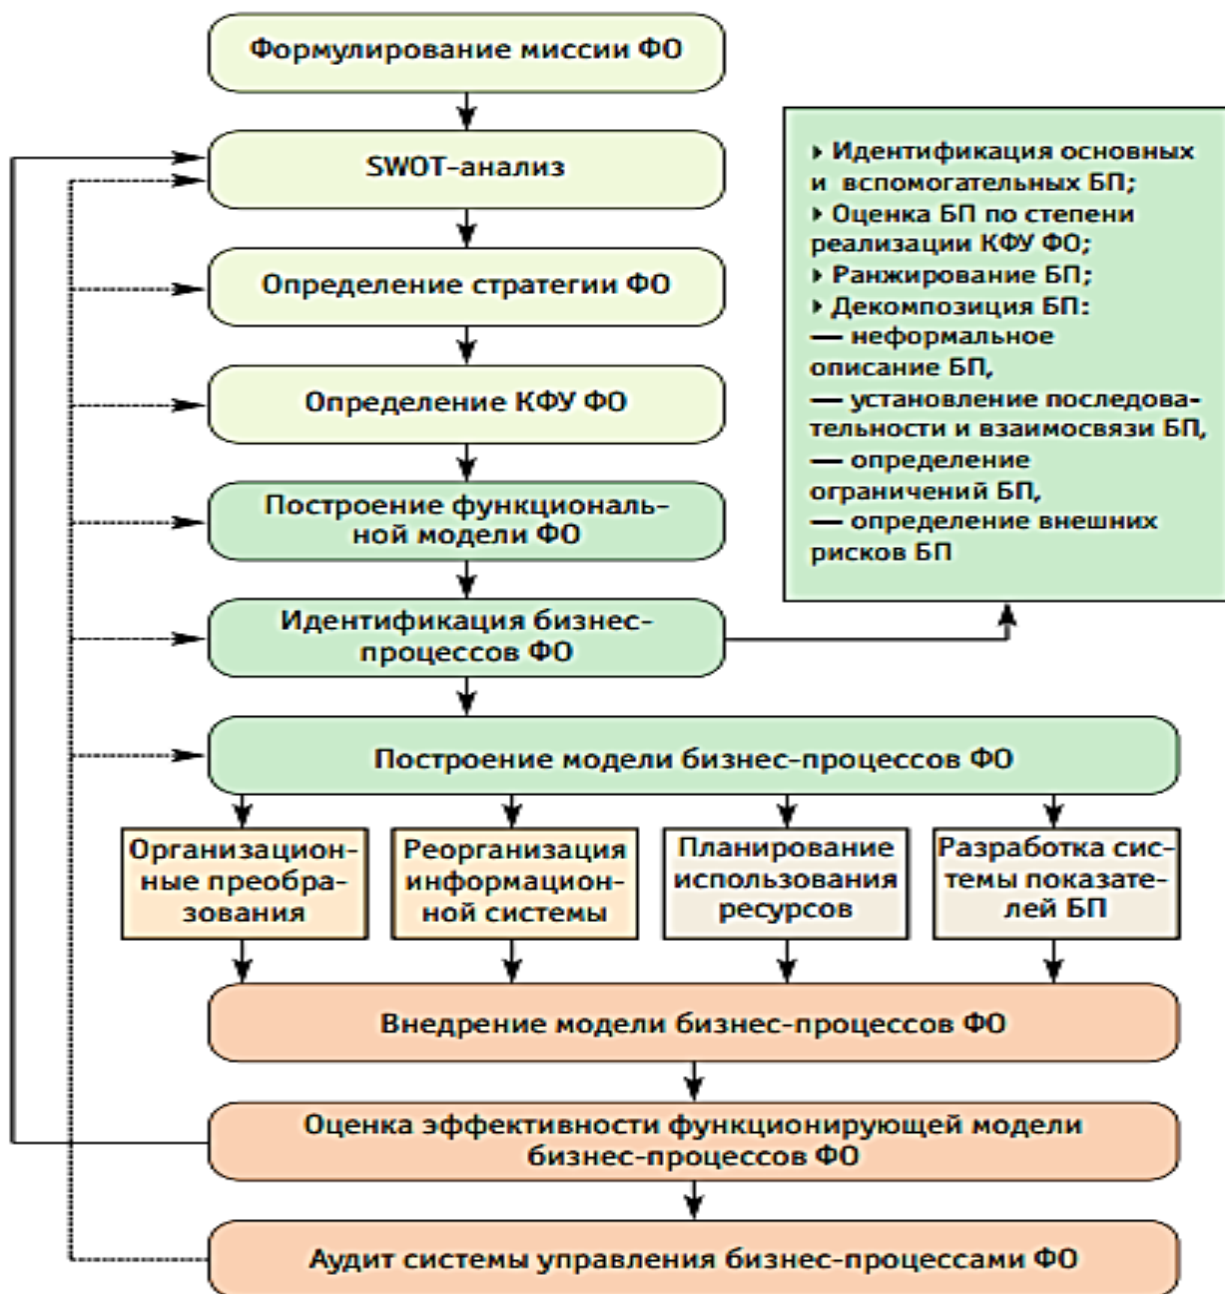 Формулирование миссии ФО
SWOT-анализ
Определение стратегии ФО
Определение КФУ ФО
Построение функциональ-
ной модели ФО
Идентификация бизнес-
процессов ФО
▸ Идентификация основных
и вспомогательных БП;
▸ Оценка БП по степени
реализации КФУ ФО;
▸ Ранжирование БП;
▸ Декомпозиция БП:
— неформальное
описание БП,
— установление последова-
тельности и взаимосвязи БП,
— определение
ограничений БП,
— определение внешних
рисков БП
Построение модели бизнес-процессов ФО
Организацион-
ные преобра-
зования
Реорганизация
информацион-
ной системы
Планирование
использования
ресурсов
Разработка сис-
темы показате-
лей БП
Внедрение модели бизнес-процессов ФО
Оценка эффективности функционирующей модели
бизнес-процессов ФО
Аудит системы управления бизнес-процессами ФО